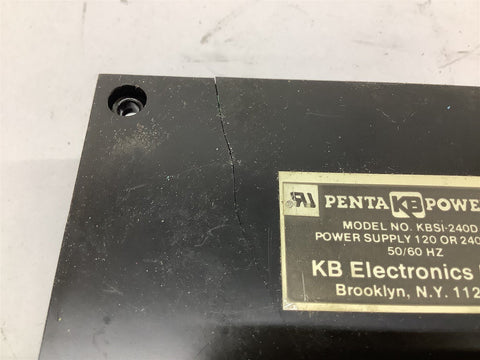 PENTA KB POWE
MODEL NO. KBSI-240D
POWER SUPPLY 120 OR 240
50/60 HZ
KB Electronics
Brooklyn, N.Y. 112